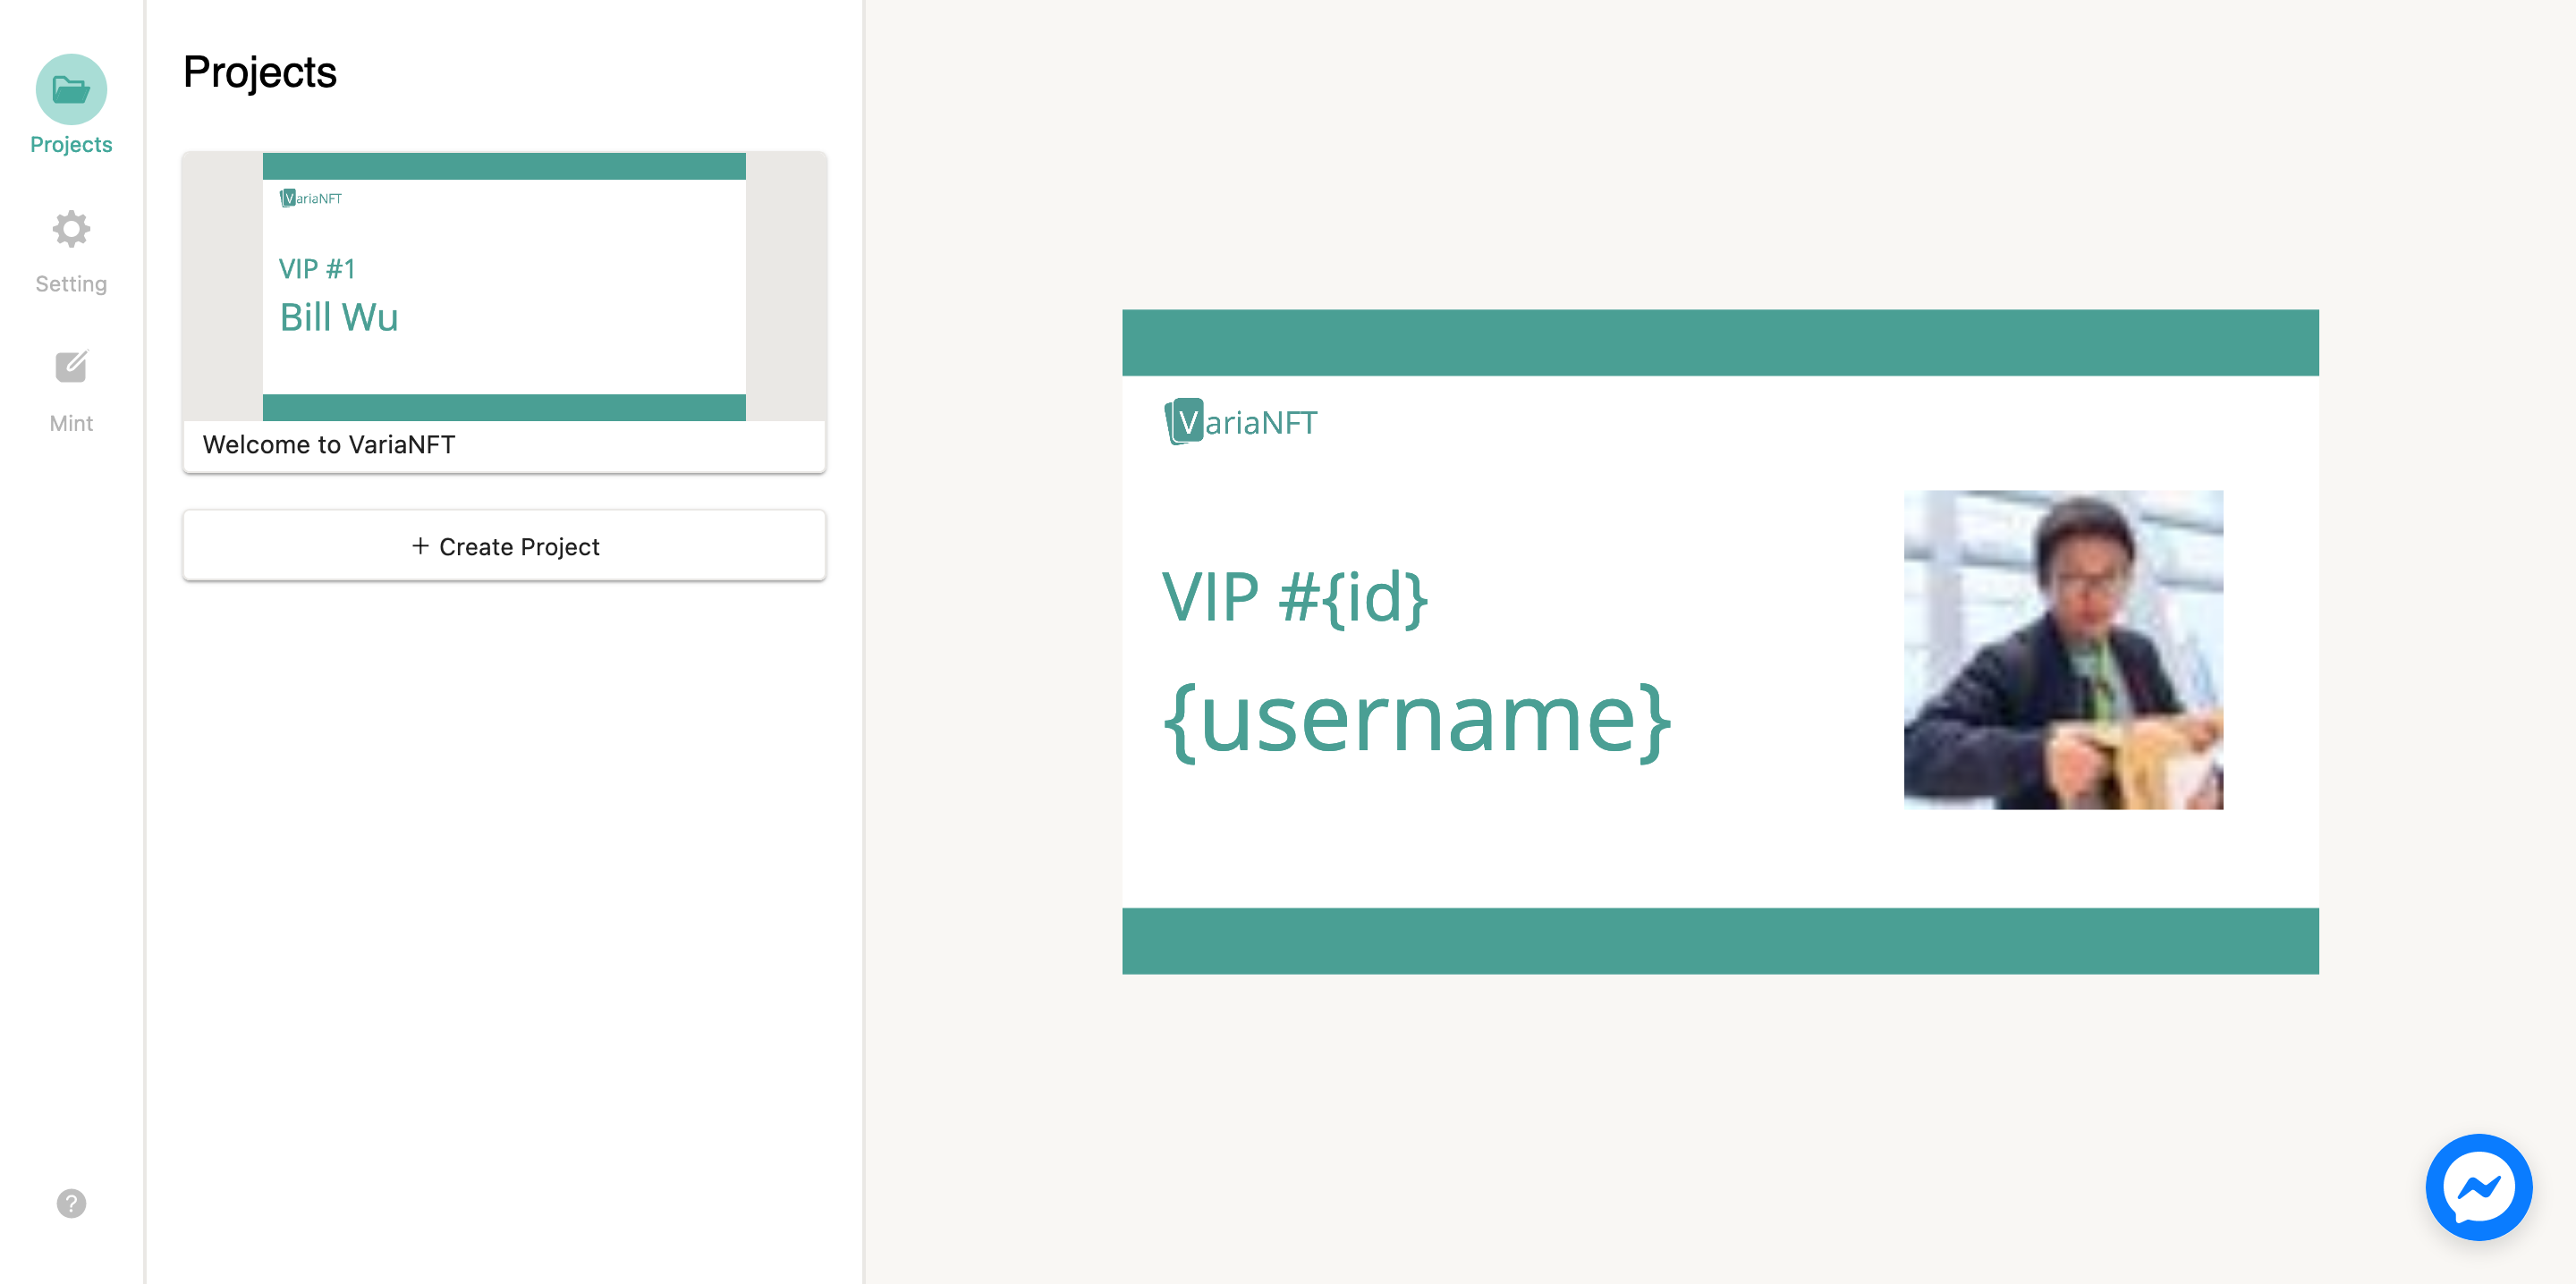 Projects
Setting
Mint
?
Projects
VariaNFT
VIP #1
Bill Wu
Welcome to VariaNFT
+ Create Project
VariaNFT
VIP #{id}
{username}